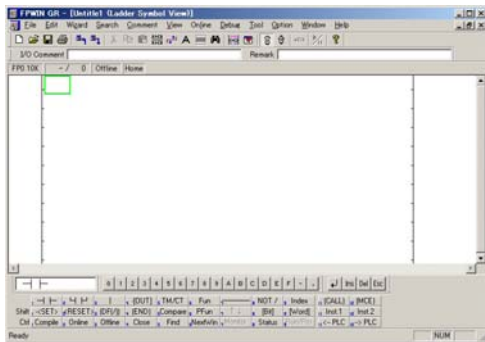 FPWIN GR - [Untitle1 (Ladder Symbol View)]
File Edit Wizard Search Comment View Online Debug Tool Option Window Help
I/O Comment Remark
FP0 10K - / 0 Offline Home
0 1 2 3 4 5 6 7 8 9 A B C D E F - . Ins Del Esc
(OUT) TM/CT Fun NOT / Index (CALL) (MCE)
Shift <SET> <RESET> (DF(/)) (END) Compare PFun [Bit] [Word] Inst.1 Inst.2
Ctrl Compile Online Offline Close Find NextWin Monitor Status <- PLC -> PLC
Ready NUM